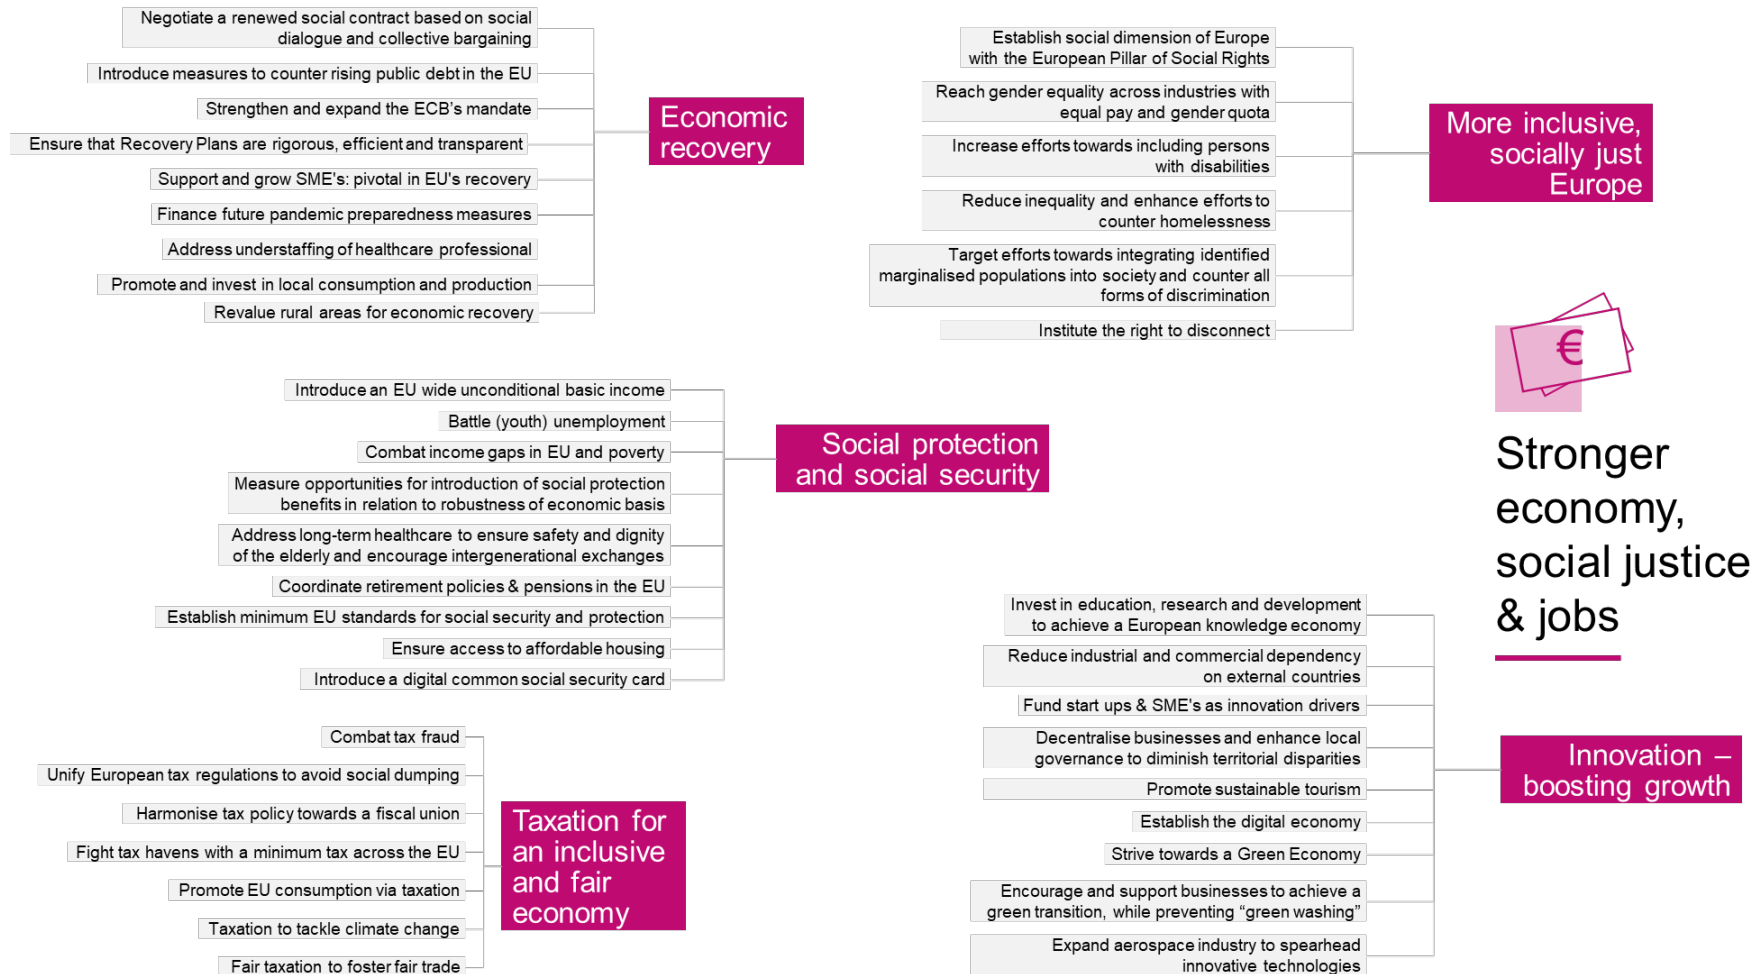 Negotiate a renewed social contract based on social
dialogue and collective bargaining
Introduce measures to counter rising public debt in the EU
Strengthen and expand the ECB's mandate
Ensure that Recovery Plans are rigorous, efficient and transparent
Support and grow SME's: pivotal in EU's recovery
Finance future pandemic preparedness measures
Address understaffing of healthcare professional
Promote and invest in local consumption and production
Revalue rural areas for economic recovery
Economic
recovery
Establish social dimension of Europe
with the European Pillar of Social Rights
Reach gender equality across industries with
equal pay and gender quota
Increase efforts towards including persons
with disabilities
Reduce inequality and enhance efforts to
counter homelessness
Target efforts towards integrating identified
marginalised populations into society and counter all
forms of discrimination
Institute the right to disconnect
More inclusive,
socially just
Europe
€
Stronger
economy,
social justice
& jobs
Introduce an EU wide unconditional basic income
Battle (youth) unemployment
Combat income gaps in EU and poverty
Measure opportunities for introduction of social protection
benefits in relation to robustness of economic basis
Address long-term healthcare to ensure safety and dignity
of the elderly and encourage intergenerational exchanges
Coordinate retirement policies & pensions in the EU
Establish minimum EU standards for social security and protection
Ensure access to affordable housing
Introduce a digital common social security card
Social protection
and social security
Invest in education, research and development
to achieve a European knowledge economy
Reduce industrial and commercial dependency
on external countries
Fund start ups & SME's as innovation drivers
Decentralise businesses and enhance local
governance to diminish territorial disparities
Promote sustainable tourism
Establish the digital economy
Strive towards a Green Economy
Encourage and support businesses to achieve a
green transition, while preventing “green washing”
Expand aerospace industry to spearhead
innovative technologies
Innovation –
boosting growth
Combat tax fraud
Unify European tax regulations to avoid social dumping
Harmonise tax policy towards a fiscal union
Fight tax havens with a minimum tax across the EU
Promote EU consumption via taxation
Taxation to tackle climate change
Fair taxation to foster fair trade
Taxation for
an inclusive
and fair
economy